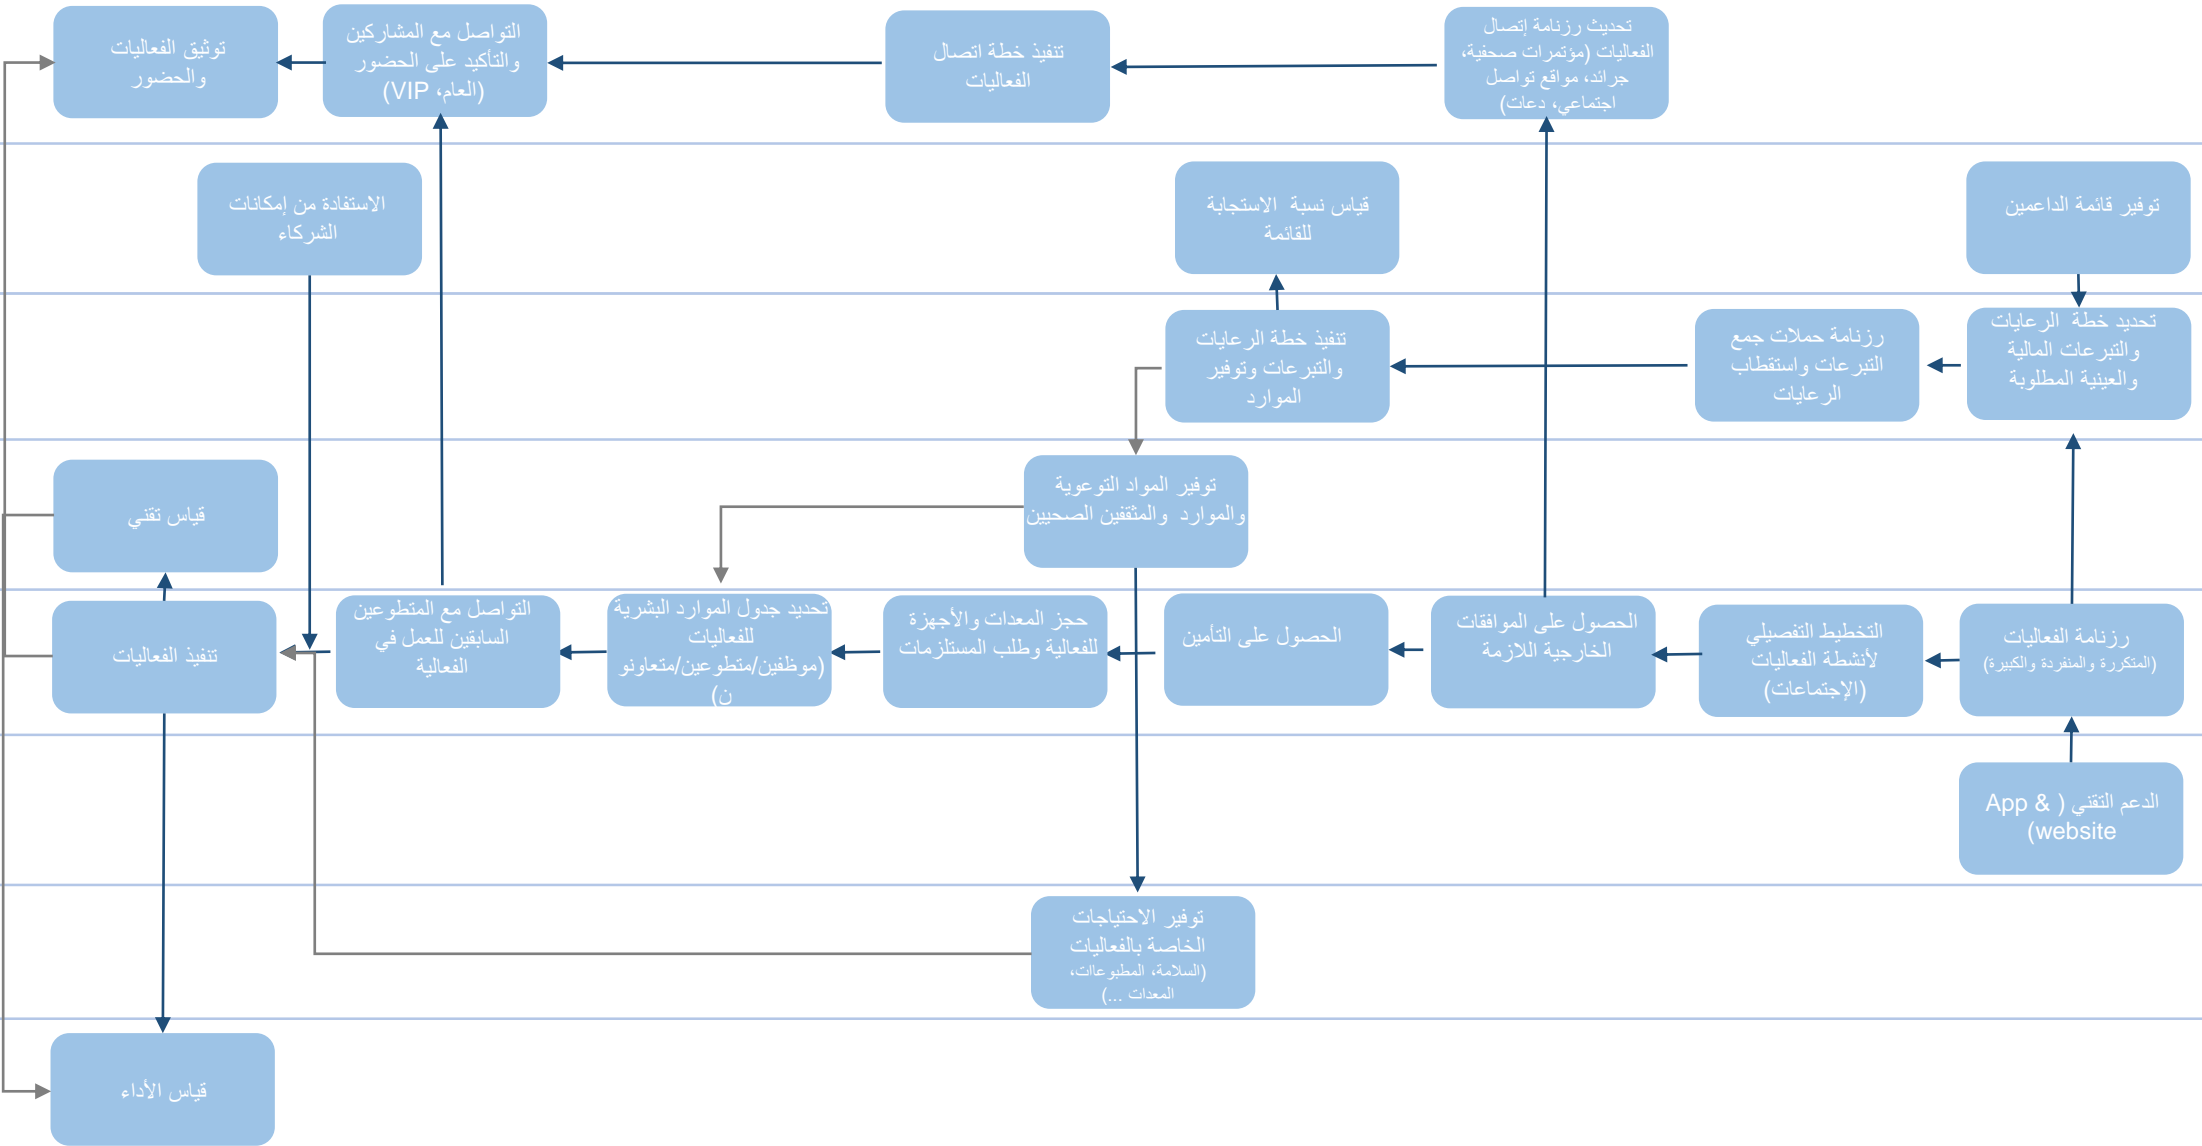 تحديث رزنامة إتصال
الفعاليات (مؤتمرات صحفية،
جرائد، مواقع تواصل
اجتماعي، دعات)
تنفيذ خطة اتصال
الفعاليات
التواصل مع المشاركين
والتأكيد على الحضور
(العام، VIP)
توثيق الفعاليات
والحضور
توفير قائمة الداعمين
قياس نسبة الاستجابة
للقائمة
الاستفادة من إمكانات
الشركاء
تحديد خطة الرعايات
والتبرعات المالية
والعينية المطلوبة
رزنامة حملات جمع
التبرعات واستقطاب
الرعايات
تنفيذ خطة الرعايات
والتبرعات وتوفير
الموارد
توفير المواد التوعوية
والموارد والمثقفين الصحيين
قياس تقني
رزنامة الفعاليات
(المتكررة والمنفردة والكبيرة)
التخطيط التفصيلي
لأنشطة الفعاليات
(الإجتماعات)
الحصول على الموافقات
الخارجية اللازمة
الحصول على التأمين
حجز المعدات والأجهزة
للفعالية وطلب المستلزمات
تحديد جدول الموارد البشرية
للفعاليات
(موظفين/متطوعين/متعاونو
ن)
التواصل مع المتطوعين
السابقين للعمل في
الفعالية
تنفيذ الفعاليات
الدعم التقني ( App &
website)
توفير الاحتياجات
الخاصة بالفعاليات
(السلامة، المطبوعاات،
المعدات ...)
قياس الأداء